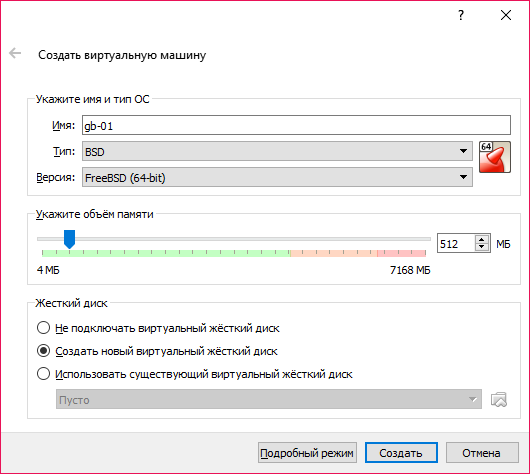 ?
Создать виртуальную машину
Укажите имя и тип ОС
Имя: gb-01
Тип: BSD
64
Версия: FreeBSD (64-bit)
Укажите объём памяти
512 МБ
4 МБ 7168 МБ
Жесткий диск
Не подключать виртуальный жёсткий диск
Создать новый виртуальный жёсткий диск
Использовать существующий виртуальный жёсткий диск
Пусто
Подробный режим Создать Отмена